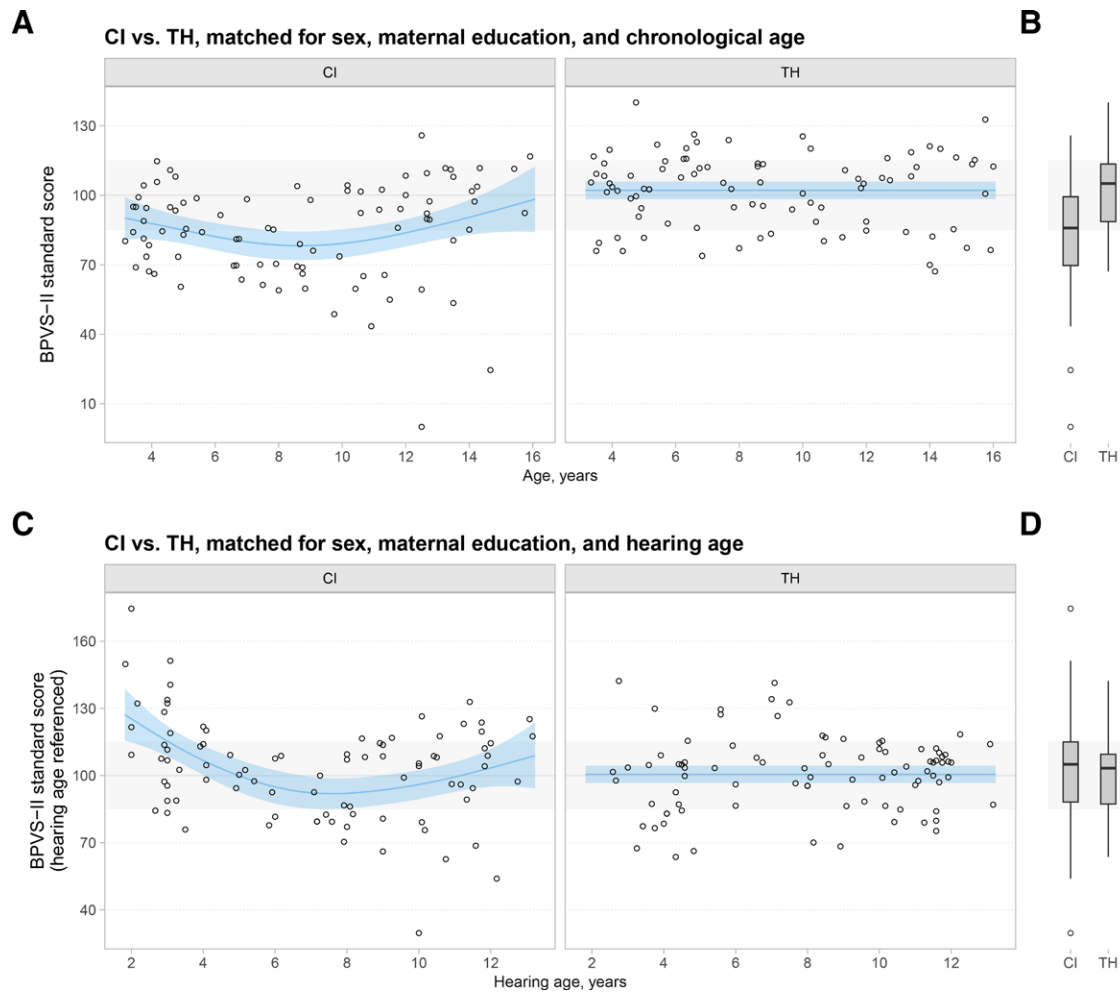 A
B
CI vs. TH, matched for sex, maternal education, and chronological age
CI
TH
130
100
70
40
10
BPVS−II standard score
4 6 8 10 12 14 16
4 6 8 10 12 14 16
Age, years
CI TH
C
D
CI vs. TH, matched for sex, maternal education, and hearing age
CI
TH
160
130
100
70
40
BPVS−II standard score
(hearing age referenced)
2 4 6 8 10 12
2 4 6 8 10 12
Hearing age, years
CI TH